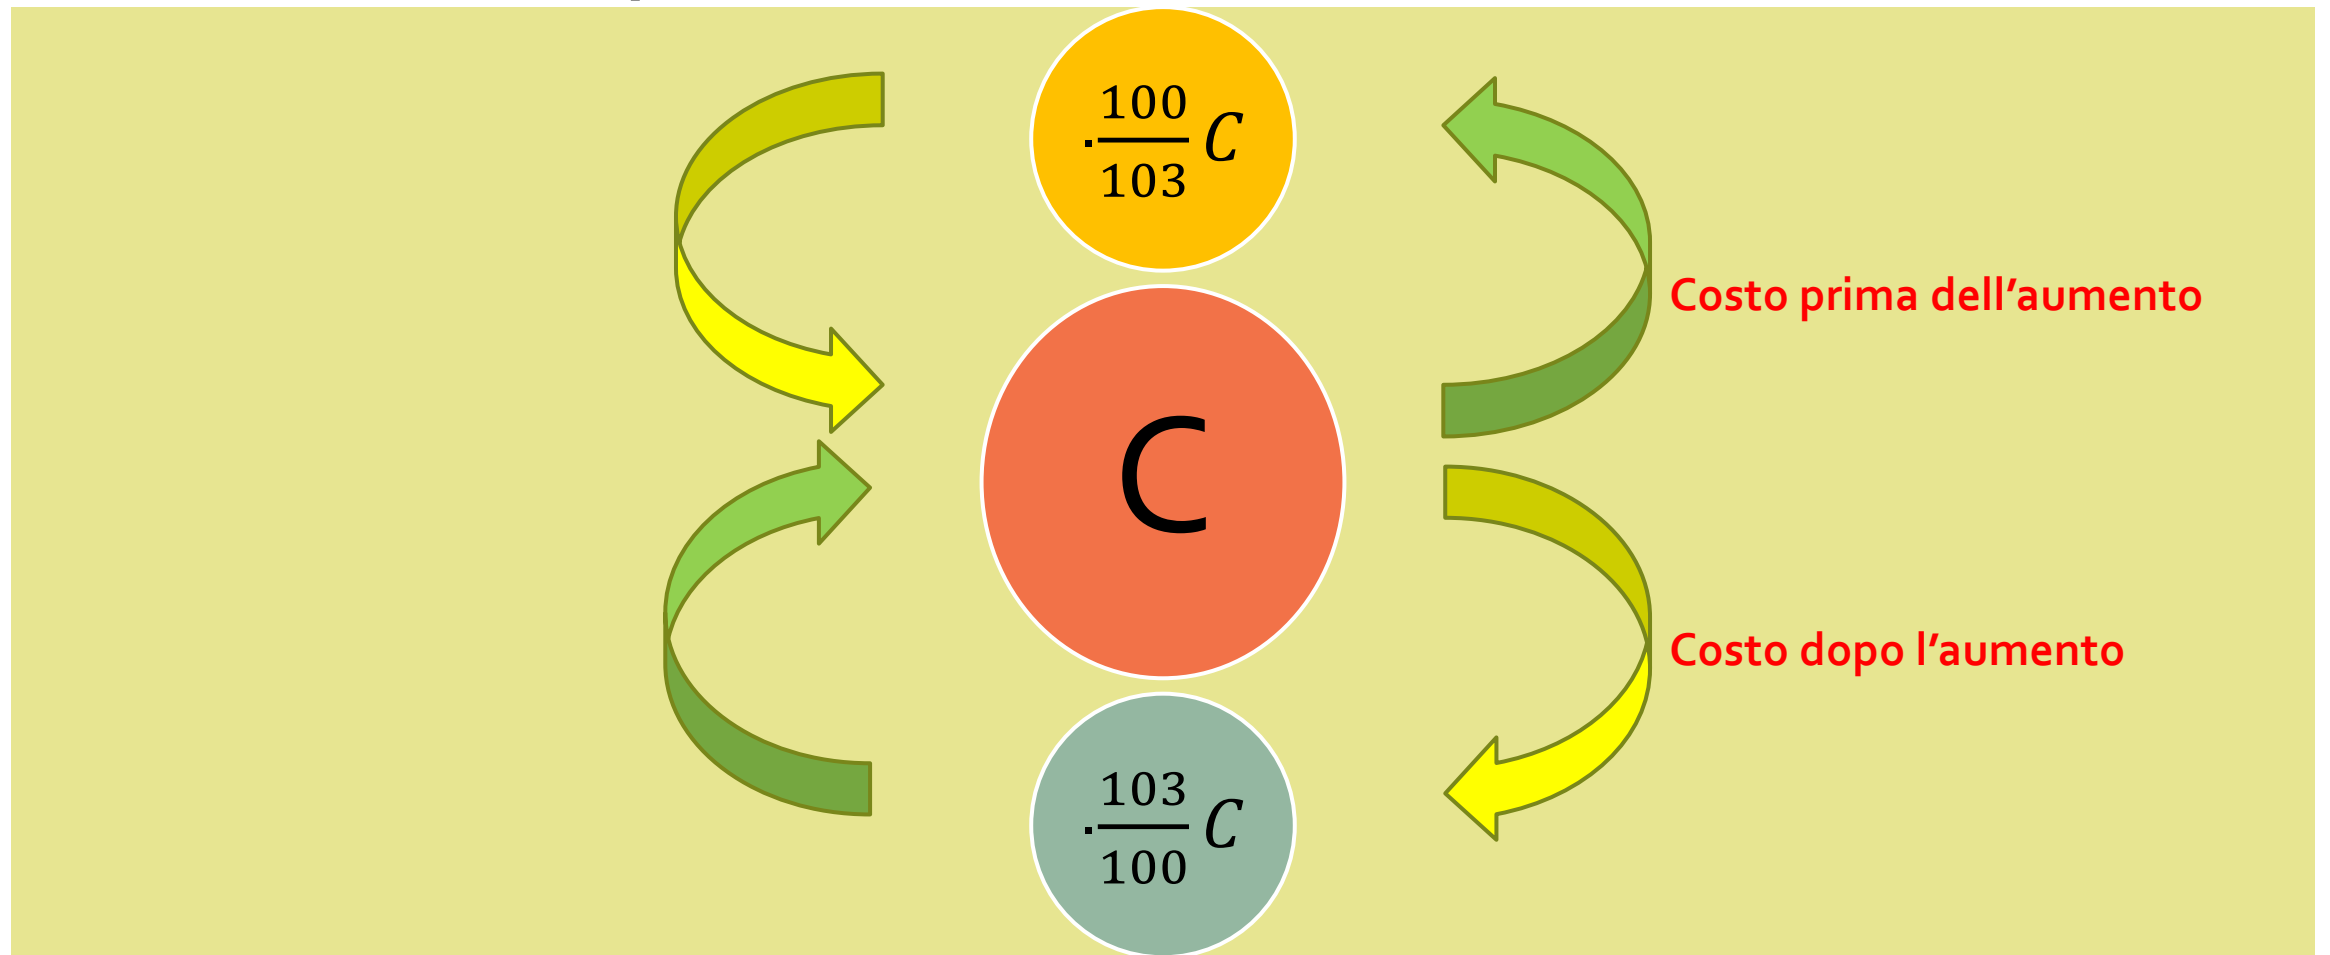 ·100/103 C
Costo prima dell’aumento
C
Costo dopo l’aumento
·103/100 C